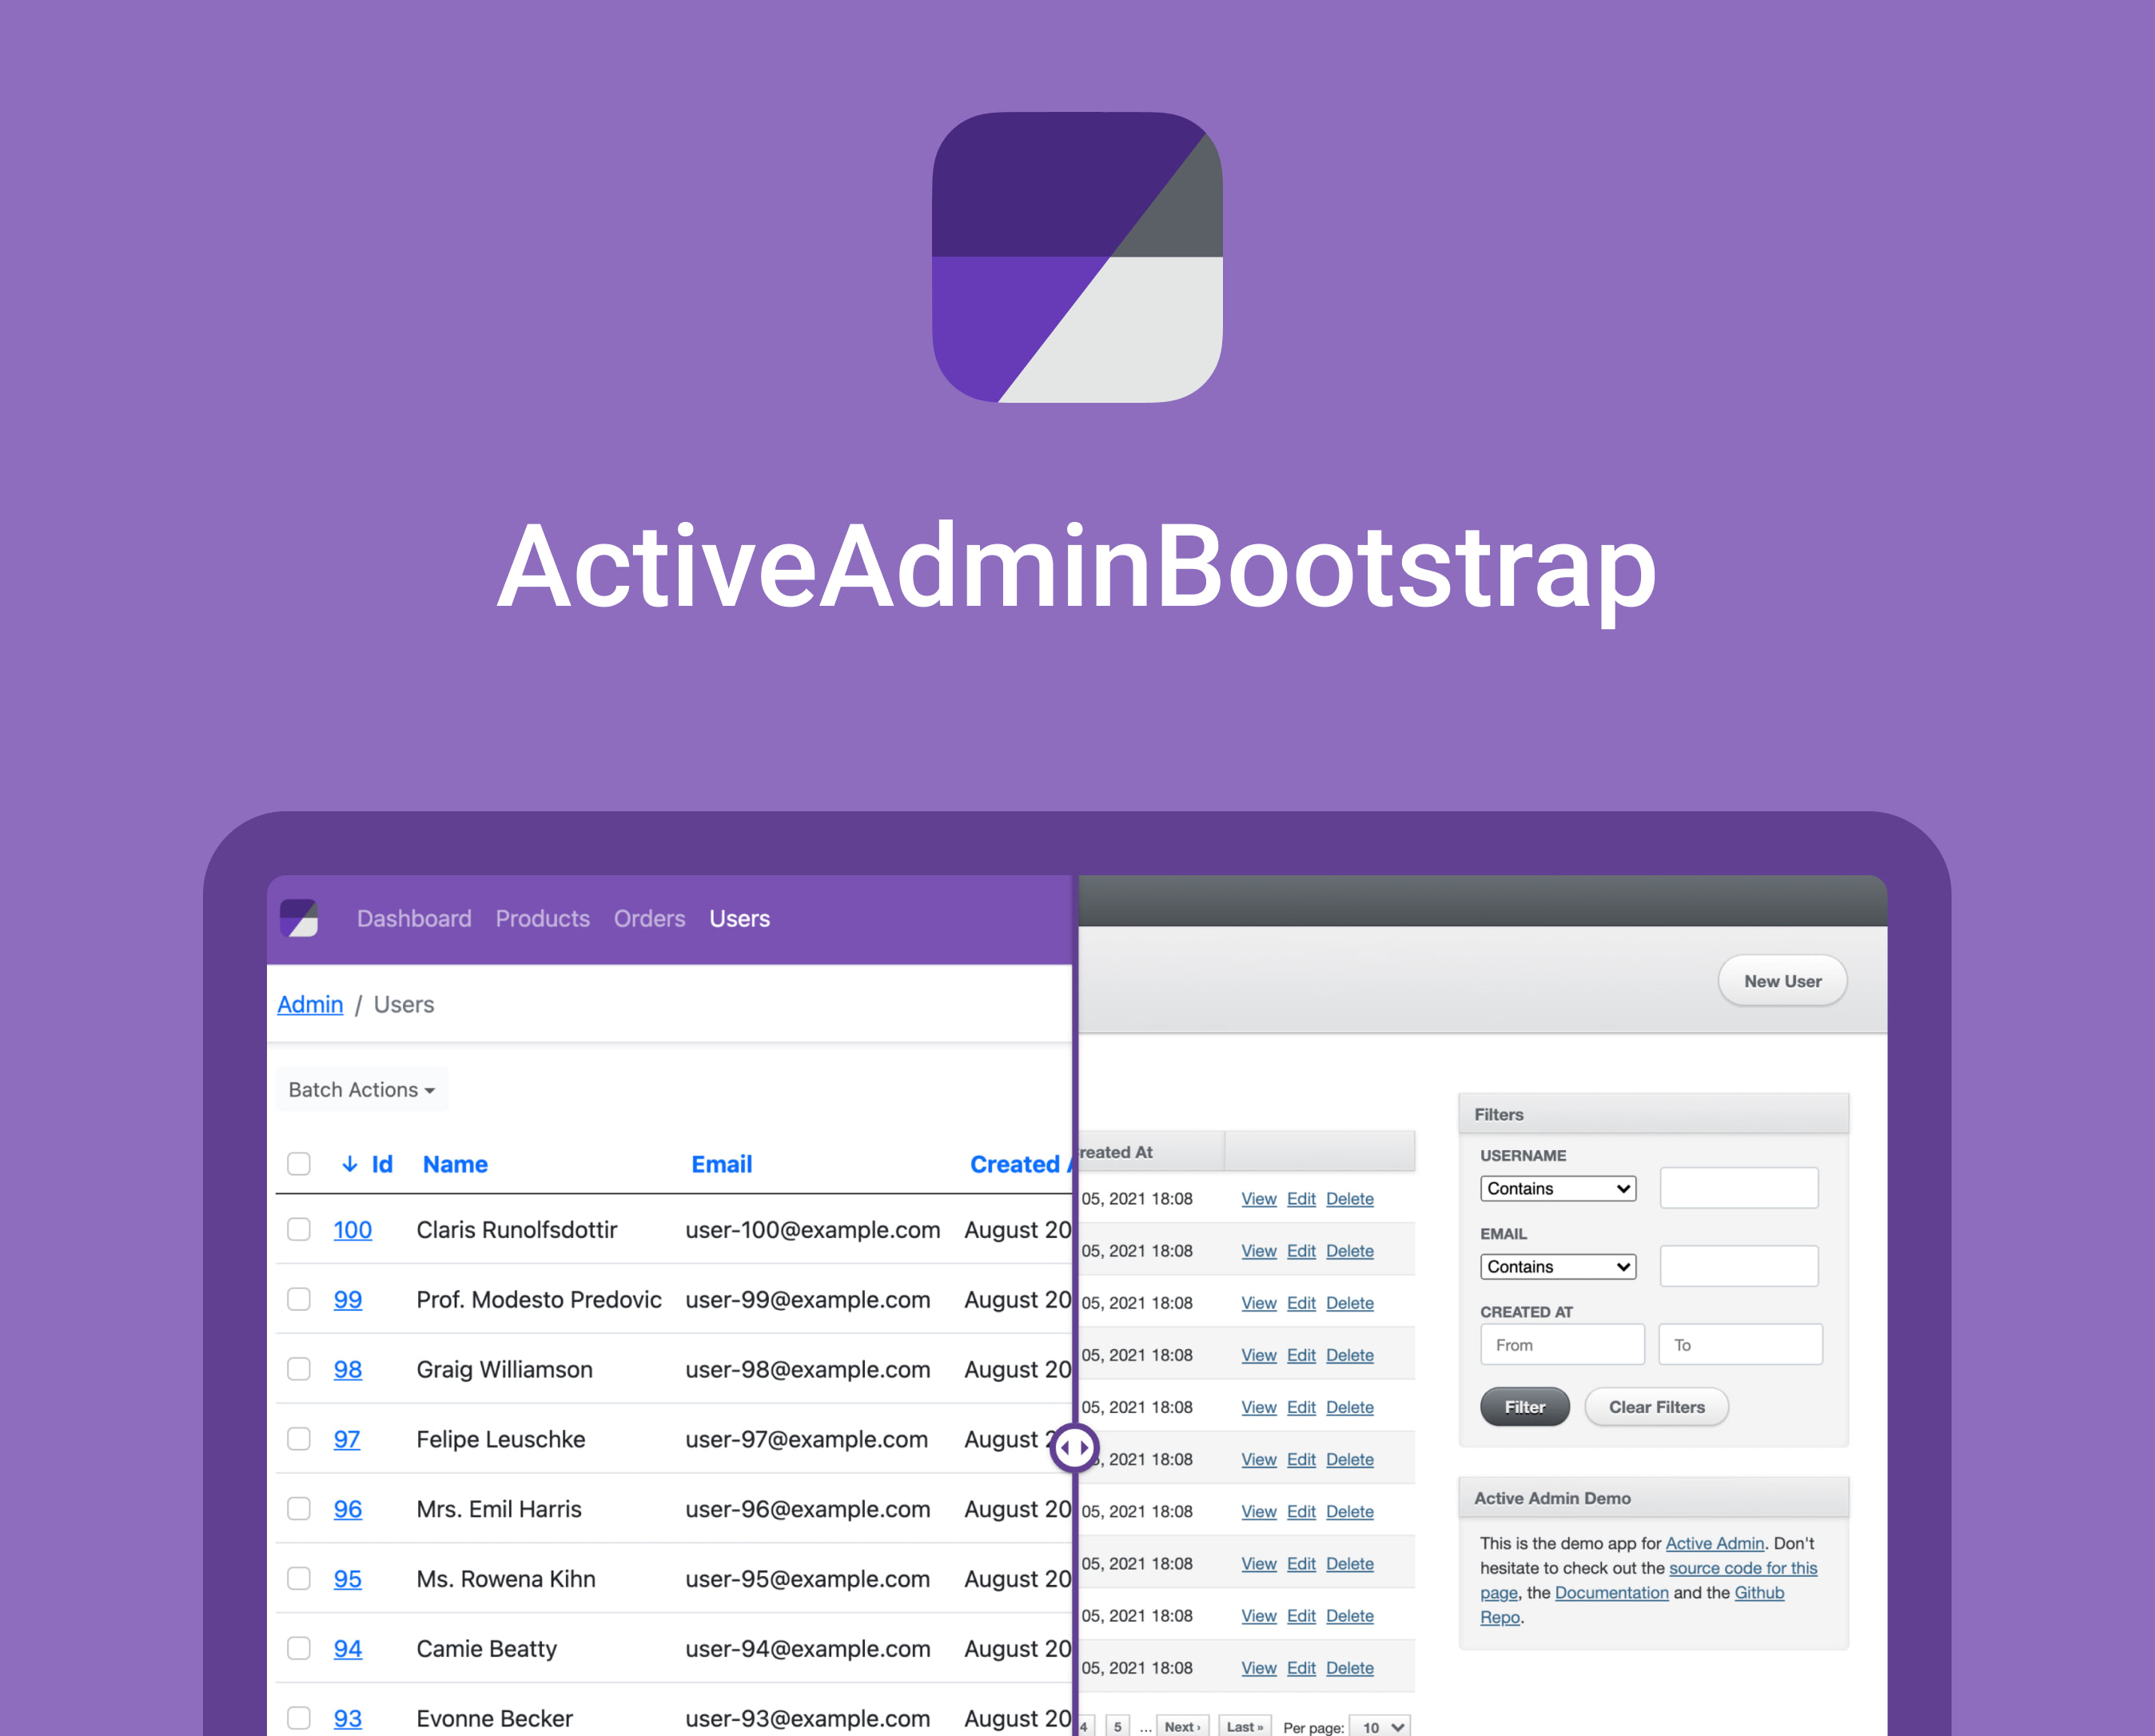 ActiveAdminBootstrap
Dashboard Products Orders Users
Admin / Users
Batch Actions
Id Name Email Created
100 Claris Runolfsdottir user-100@example.com August 20
99 Prof. Modesto Predovic user-99@example.com August 20
98 Graig Williamson user-98@example.com August 20
97 Felipe Leuschke user-97@example.com August
96 Mrs. Emil Harris user-96@example.com August 20
95 Ms. Rowena Kihn user-95@example.com August 20
94 Camie Beatty user-94@example.com August 20
93 Evonne Becker user-93@example.com August 20
New User
reated At
05, 2021 18:08 View Edit Delete
05, 2021 18:08 View Edit Delete
05, 2021 18:08 View Edit Delete
05, 2021 18:08 View Edit Delete
05, 2021 18:08 View Edit Delete
, 2021 18:08 View Edit Delete
05, 2021 18:08 View Edit Delete
05, 2021 18:08 View Edit Delete
05, 2021 18:08 View Edit Delete
05, 2021 18:08 View Edit Delete
4 5 ... Next › Last » Per page: 10
Filters
USERNAME
Contains
EMAIL
Contains
CREATED AT
From To
Filter Clear Filters
Active Admin Demo
This is the demo app for Active Admin. Don't
hesitate to check out the source code for this
page, the Documentation and the Github
Repo.